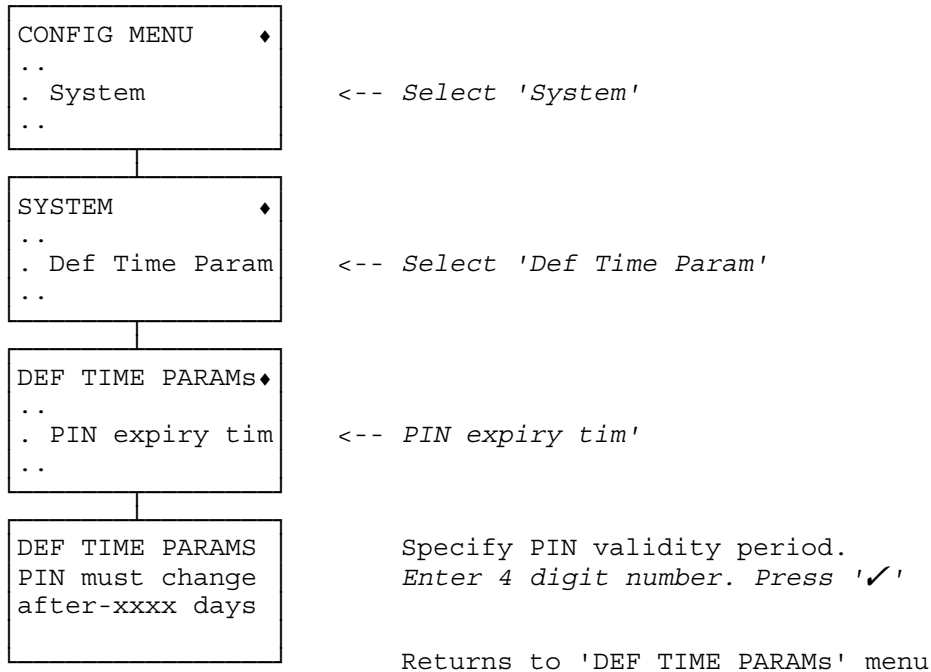 CONFIG MENU ♦
..
. System <-- Select 'System'
..
SYSTEM ♦
..
. Def Time Param <-- Select 'Def Time Param'
..
DEF TIME PARAMs♦
..
. PIN expiry tim <-- PIN expiry tim'
..
DEF TIME PARAMS Specify PIN validity period.
PIN must change Enter 4 digit number. Press '✓'
after-xxxx days
Returns to 'DEF TIME PARAMs' menu